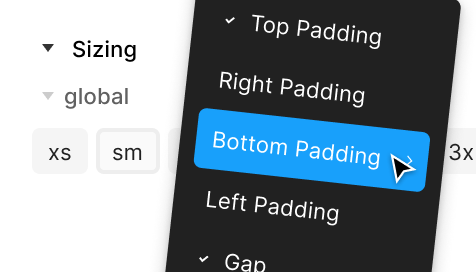 Sizing
global
xs
sm
3x
Top Padding
Right Padding
Bottom Padding
Left Padding
Gap